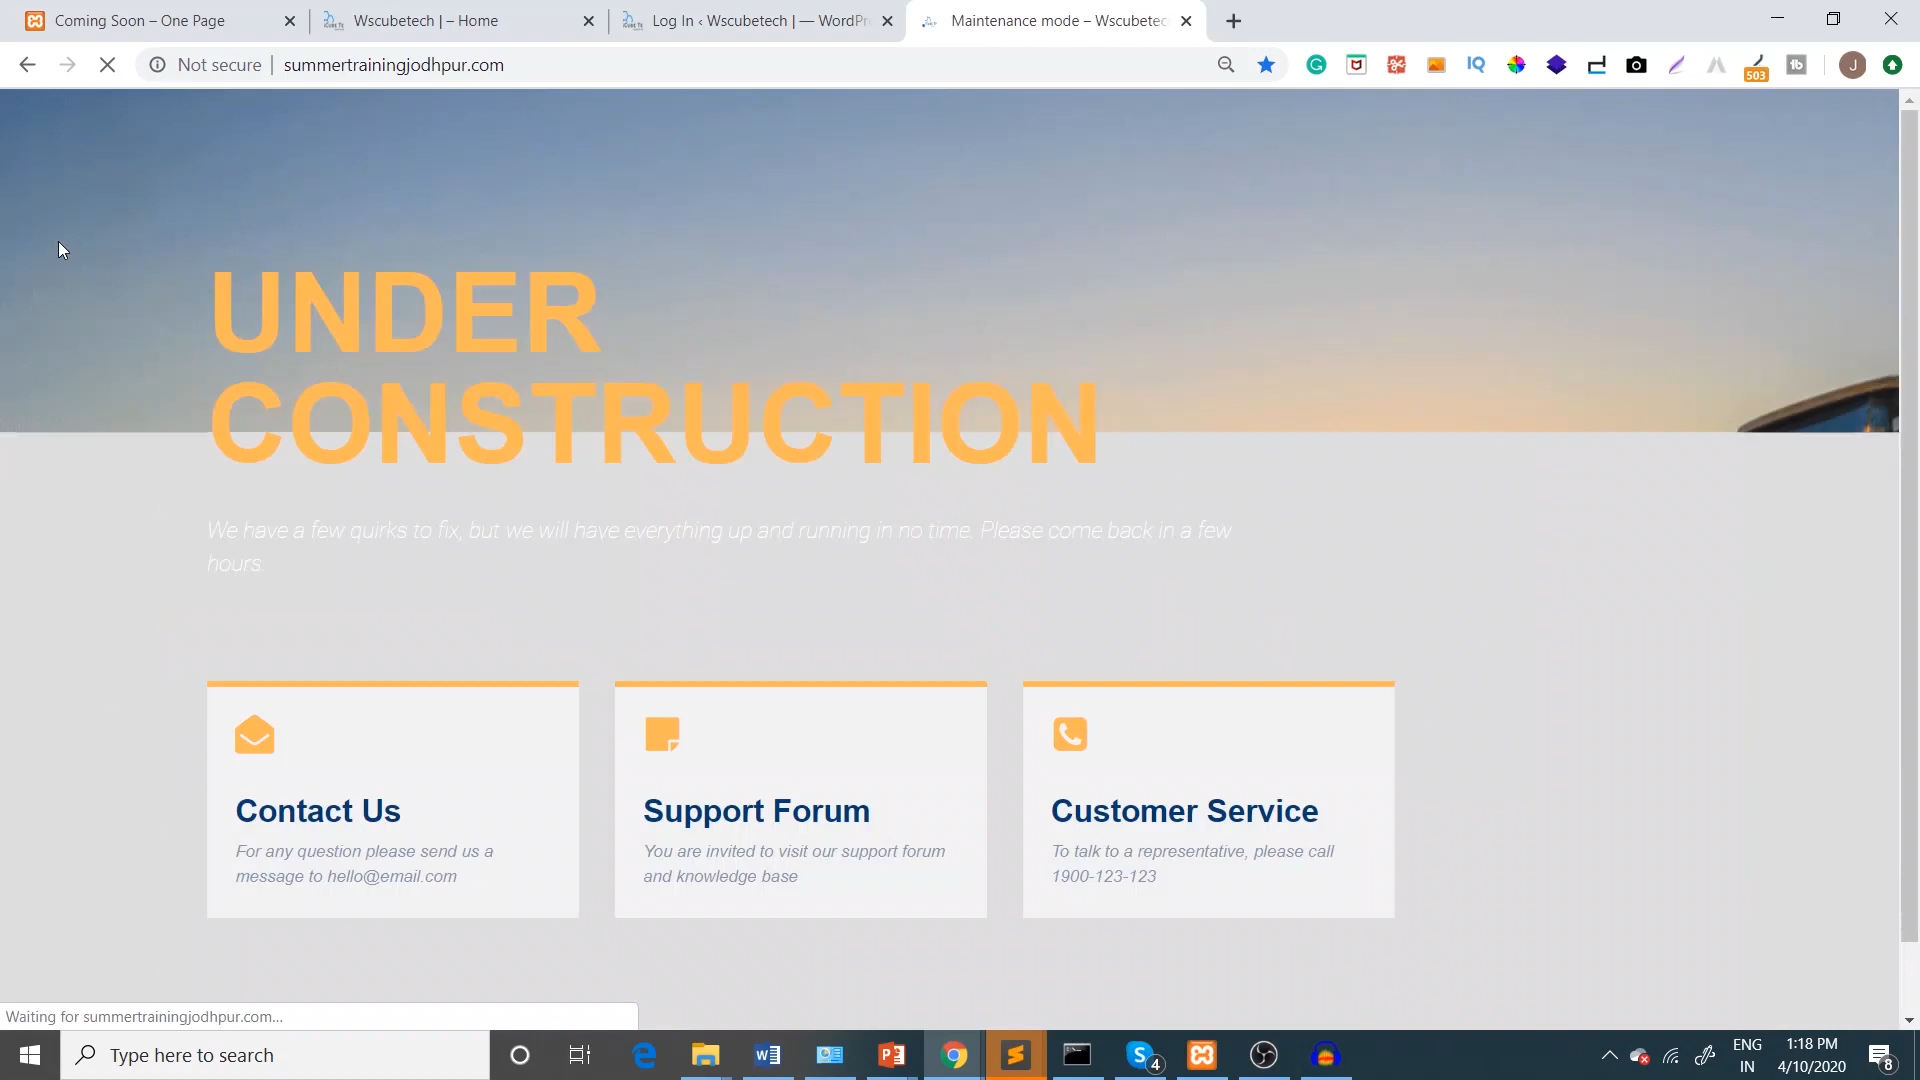 Coming Soon – One Page
Wscubetech | – Home
Log In ‹ Wscubetech | — WordPr
Maintenance mode – Wscubetec
Not secure
summertrainingjodhpur.com
503
J
UNDER
CONSTRUCTION
We have a few quirks to fix, but we will have everything up and running in no time. Please come back in a few
hours.
Contact Us
For any question please send us a
message to hello@email.com
Support Forum
You are invited to visit our support forum
and knowledge base
Customer Service
To talk to a representative, please call
1900-123-123
Waiting for summertrainingjodhpur.com...
Type here to search
4
ENG
IN
1:18 PM
4/10/2020
8